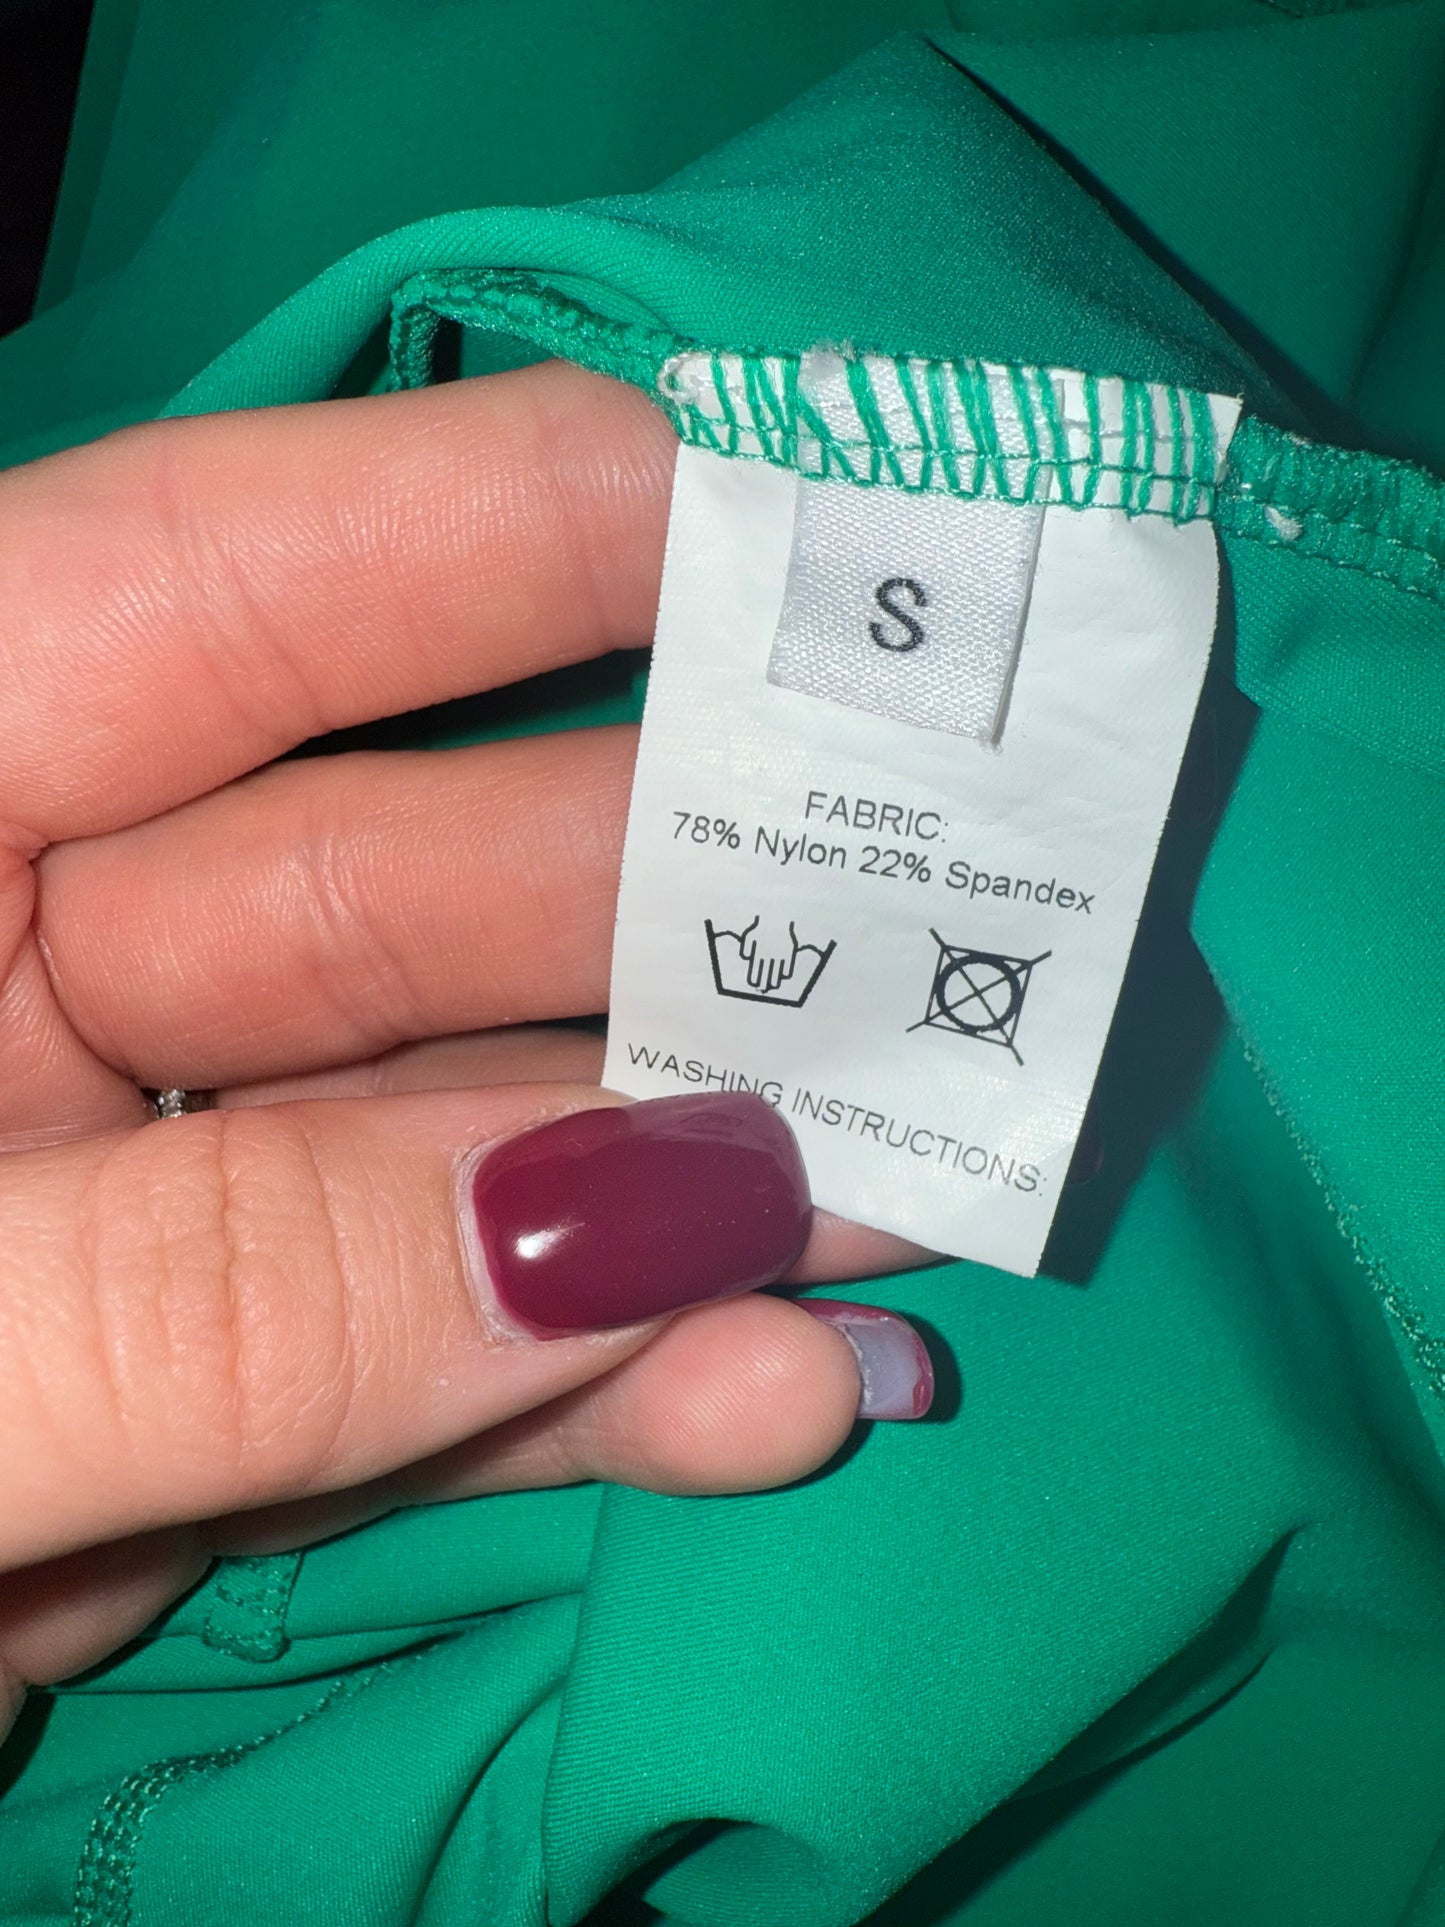 S
FABRIC:
78% Nylon 22% Spandex
WASHING INSTRUCTIONS: